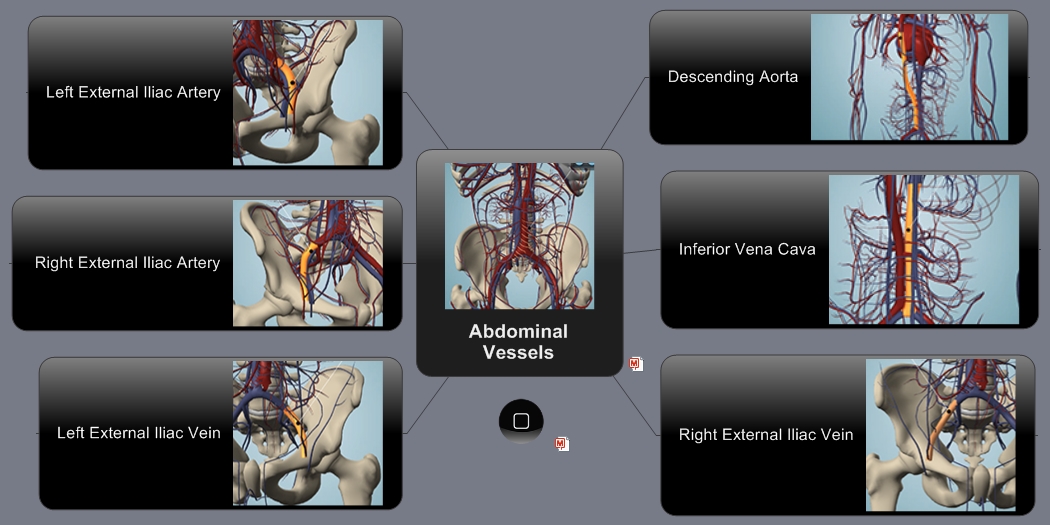 Left External Iliac Artery
Right External Iliac Artery
Left External Iliac Vein
Abdominal
Vessels
Descending Aorta
Inferior Vena Cava
Right External Iliac Vein
M
M